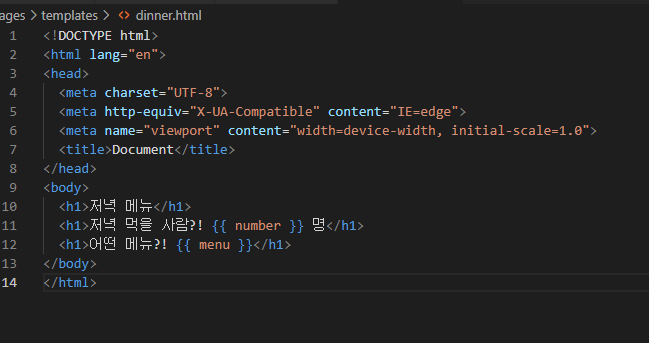 ages > templates > <> dinner.html
1 <!DOCTYPE html>
2 <html lang="en">
3 <head>
4   <meta charset="UTF-8">
5   <meta http-equiv="X-UA-Compatible" content="IE=edge">
6   <meta name="viewport" content="width=device-width, initial-scale=1.0">
7   <title>Document</title>
8 </head>
9 <body>
10   <h1>저녁 메뉴</h1>
11   <h1>저녁 먹을 사람?! {{ number }} 명</h1>
12   <h1>어떤 메뉴?! {{ menu }}</h1>
13 </body>
14 </html>